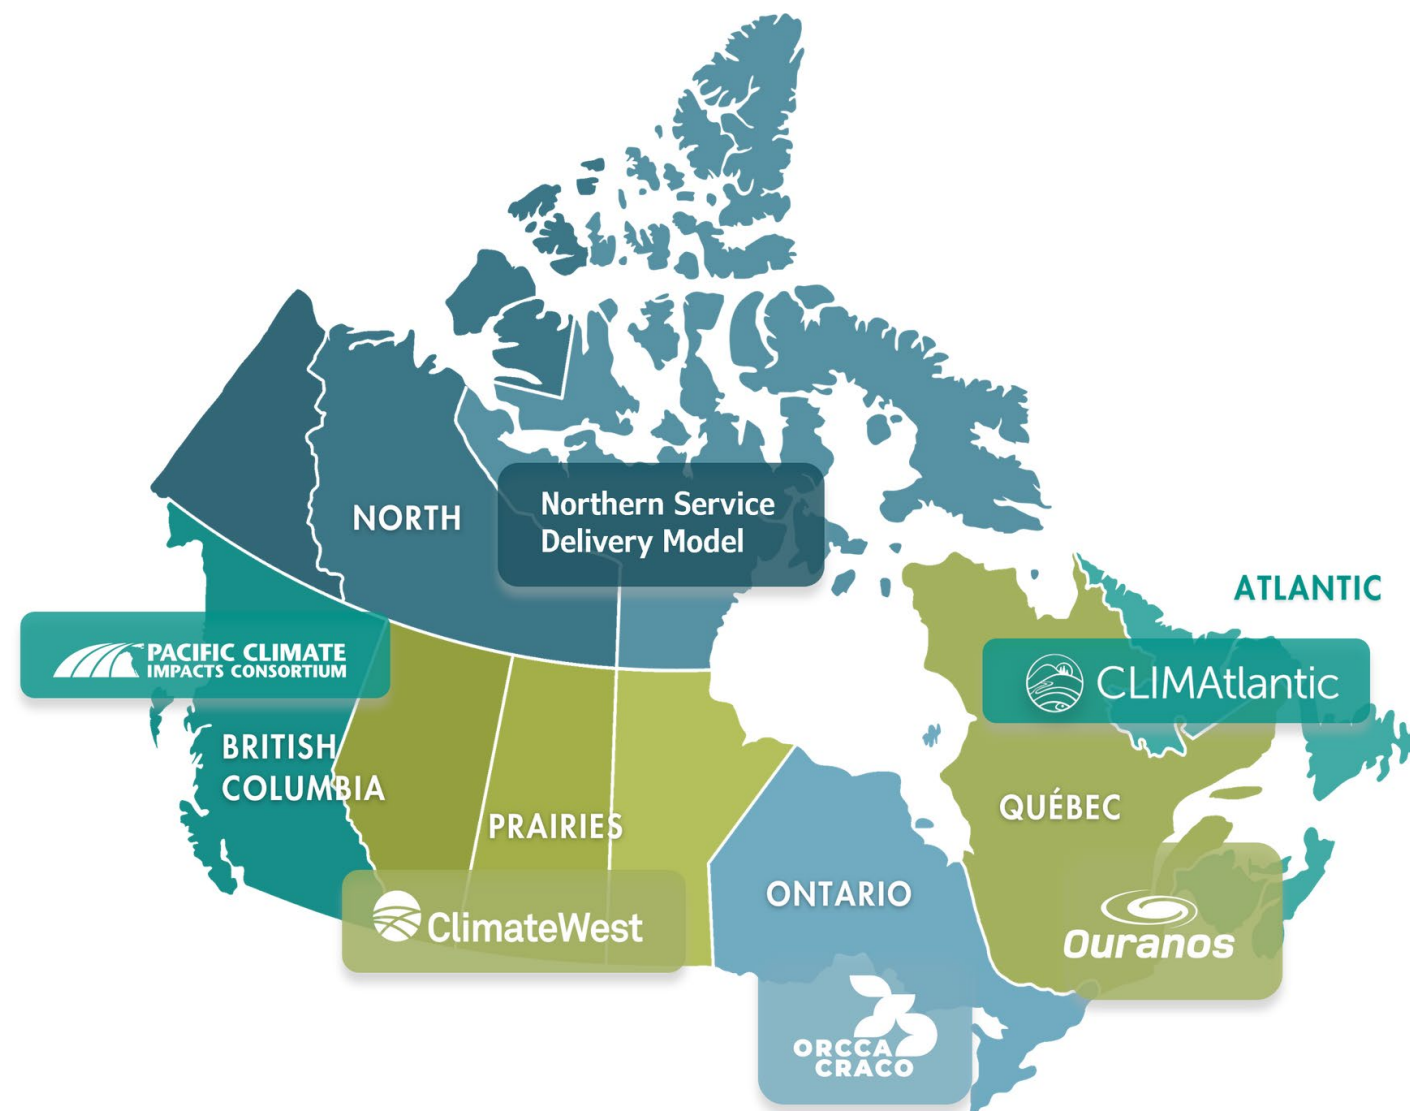 NORTH
Northern Service
Delivery Model
ATLANTIC
PACIFIC CLIMATE
IMPACTS CONSORTIUM
CLIMAtlantic
BRITISH
COLUMBIA
QUÉBEC
PRAIRIES
ONTARIO
ClimateWest
Ouranos
ORCCA
CRACO